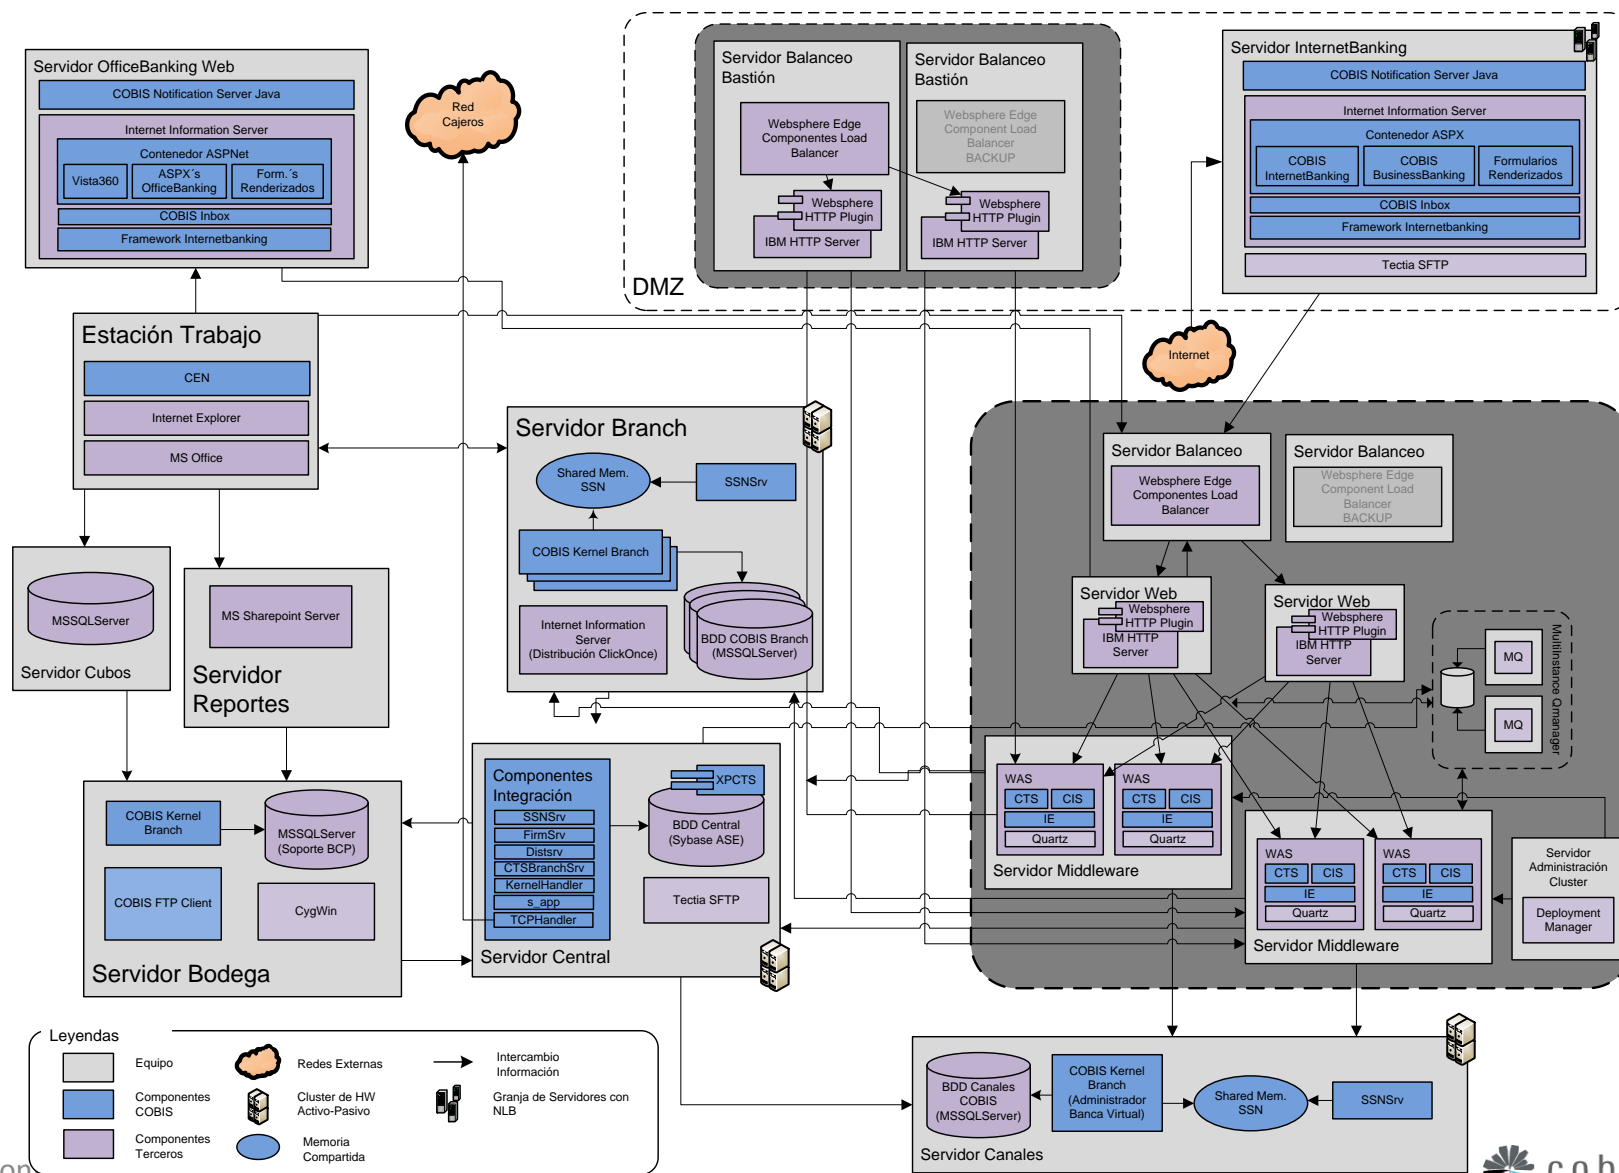 Servidor OfficeBanking Web
COBIS Notification Server Java
Internet Information Server
Contenedor ASPNet
Vista360
ASPX´s
OfficeBanking
Form.´s
Renderizados
COBIS Inbox
Framework Internetbanking
Red
Cajeros
Servidor Balanceo
Bastión
Websphere Edge
Componentes Load
Balancer
Websphere
HTTP Plugin
IBM HTTP Server
Servidor Balanceo
Bastión
Websphere Edge
Component Load
Balancer
BACKUP
Websphere
HTTP Plugin
IBM HTTP Server
DMZ
Servidor InternetBanking
COBIS Notification Server Java
Internet Information Server
Contenedor ASPX
COBIS
InternetBanking
COBIS
BusinessBanking
Formularios
Renderizados
COBIS Inbox
Framework Internetbanking
Tectia SFTP
Internet
Estación Trabajo
CEN
Internet Explorer
MS Office
Servidor Branch
Shared Mem.
SSN
SSNSrv
COBIS Kernel Branch
Internet Information
Server
(Distribución ClickOnce)
BDD COBIS Branch
(MSSQLServer)
Servidor Balanceo
Websphere Edge
Componentes Load
Balancer
Servidor Balanceo
Websphere Edge
Component Load
Balancer
BACKUP
Servidor Web
Websphere
HTTP Plugin
IBM HTTP
Server
Servidor Web
Websphere
HTTP Plugin
IBM HTTP
Server
MQ
MQ
MultiInstance Qmanager
MSSQLServer
Servidor Cubos
MS Sharepoint Server
Servidor
Reportes
COBIS Kernel
Branch
MSSQLServer
(Soporte BCP)
COBIS FTP Client
CygWin
Servidor Bodega
Componentes
Integración
SSNSrv
FirmSrv
Distsrv
CTSBranchSrv
KernelHandler
s_app
TCPHandler
XPCTS
BDD Central
(Sybase ASE)
Tectia SFTP
Servidor Central
WAS
CTS
CIS
IE
Quartz
WAS
CTS
CIS
IE
Quartz
Servidor Middleware
WAS
CTS
CIS
IE
Quartz
WAS
CTS
CIS
IE
Quartz
Servidor Middleware
Servidor
Administración
Cluster
Deployment
Manager
Leyendas
Equipo
Componentes
COBIS
Componentes
Terceros
Redes Externas
Cluster de HW
Activo-Pasivo
Memoria
Compartida
Intercambio
Información
Granja de Servidores con
NLB
BDD Canales
COBIS
(MSSQLServer)
COBIS Kernel
Branch
(Administrador
Banca Virtual)
Shared Mem.
SSN
SSNSrv
Servidor Canales